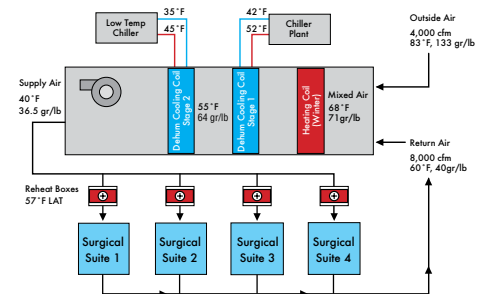 35˚F
42˚F
Low Temp
Chiller
45˚F
52˚F
Chiller
Plant
Outside Air
4,000 cfm
83˚F, 133 gr/lb
Supply Air
40˚F
36.5 gr/lb
Dehum Cooling Coil
Stage 2
55˚F
64 gr/lb
Dehum Cooling Coil
Stage 1
Heating Coil
(Winter)
Mixed Air
68˚F
71gr/lb
Return Air
8,000 cfm
60˚F, 40gr/lb
Reheat Boxes
57˚F LAT
Surgical
Suite 1
Surgical
Suite 2
Surgical
Suite 3
Surgical
Suite 4